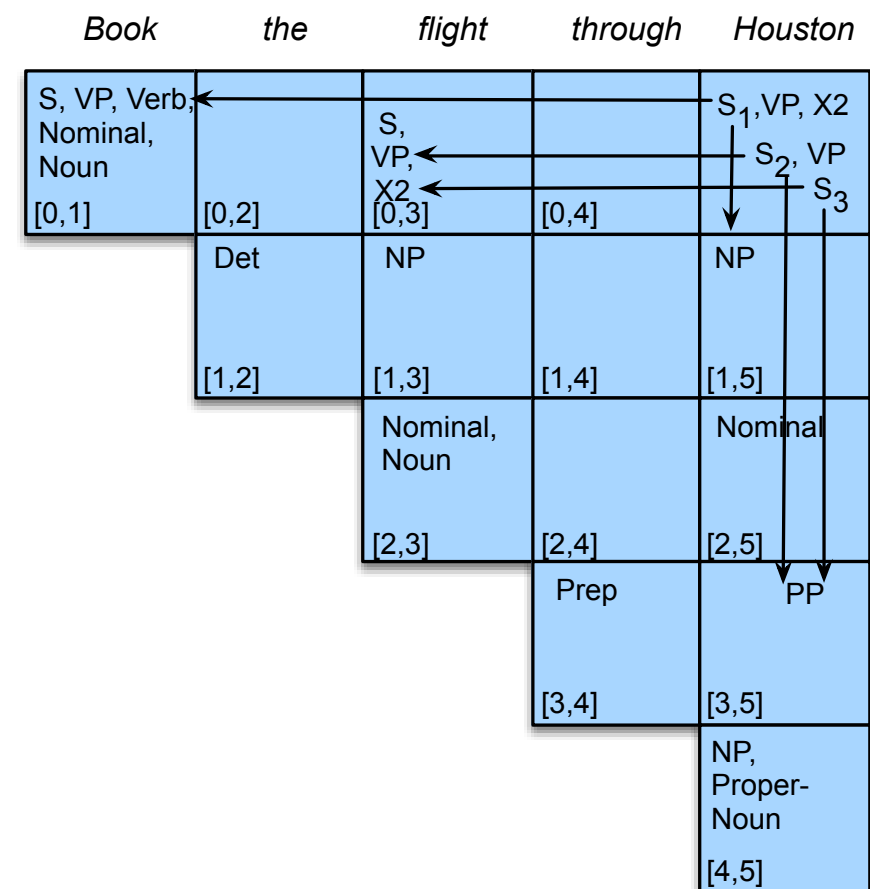 Book the flight through Houston
S, VP, Verb, Nominal, Noun
[0,1]
[0,2]
S, VP, X2
[0,3]
[0,4]
S1,VP, X2
S2, VP
S3
Det
[1,2]
NP
[1,3]
[1,4]
NP
[1,5]
Nominal,
Noun
[2,3]
[2,4]
Nominal
[2,5]
Prep
[3,4]
PP
[3,5]
NP,
Proper-
Noun
[4,5]